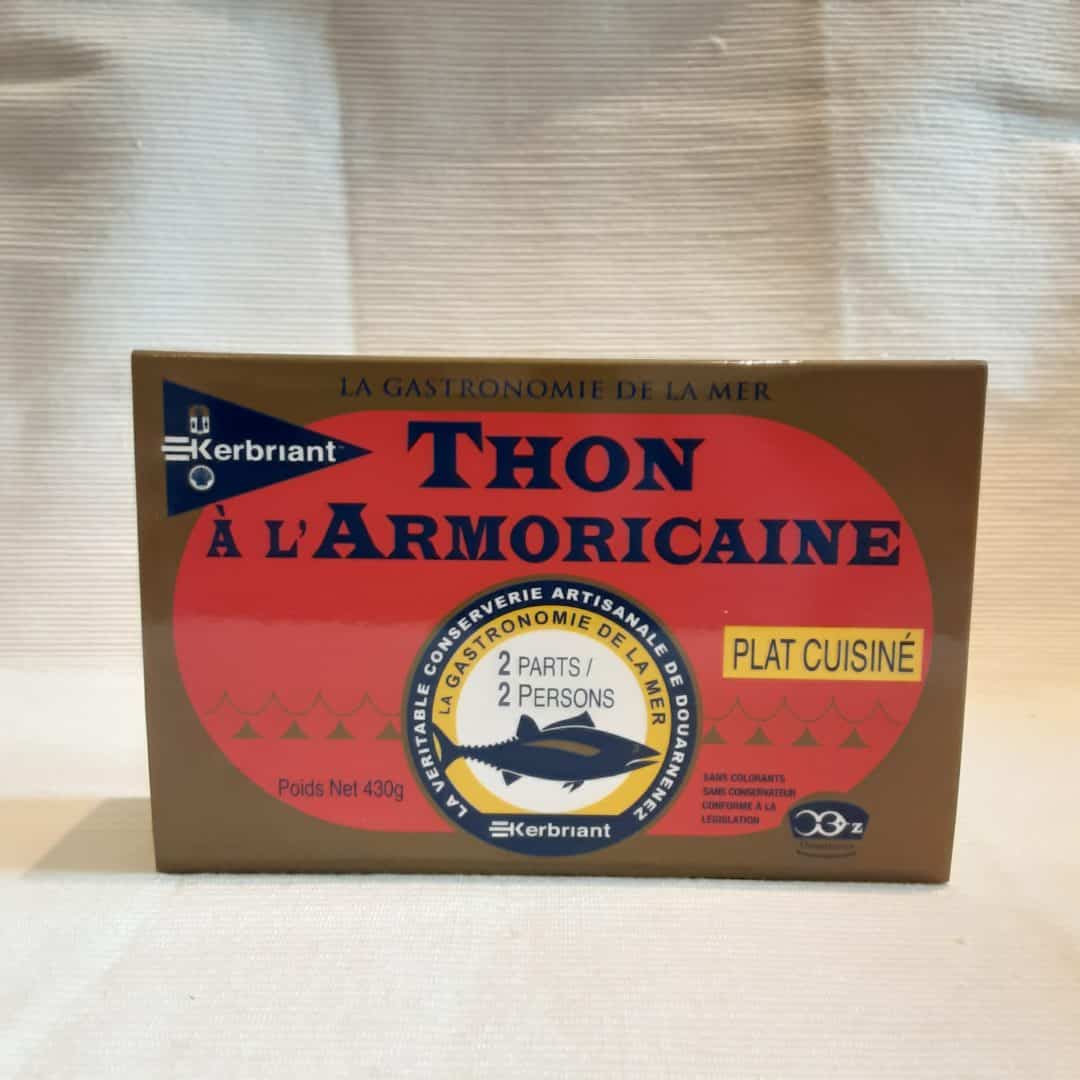 LA GASTRONOMIE DE LA MER
Kerbriant
THON
À L'ARMORICAINE
LA VERITABLE CONSERVERIE ARTISANALE DE DOUARNENEZ
LA GASTRONOMIE DE LA MER
2 PARTS /
2 PERSONS
PLAT CUISINÉ
Poids Net 430g
SANS COLORANTS
SANS CONSERVATEUR
CONFORME À LA
LÉGISLATION
Kerbriant